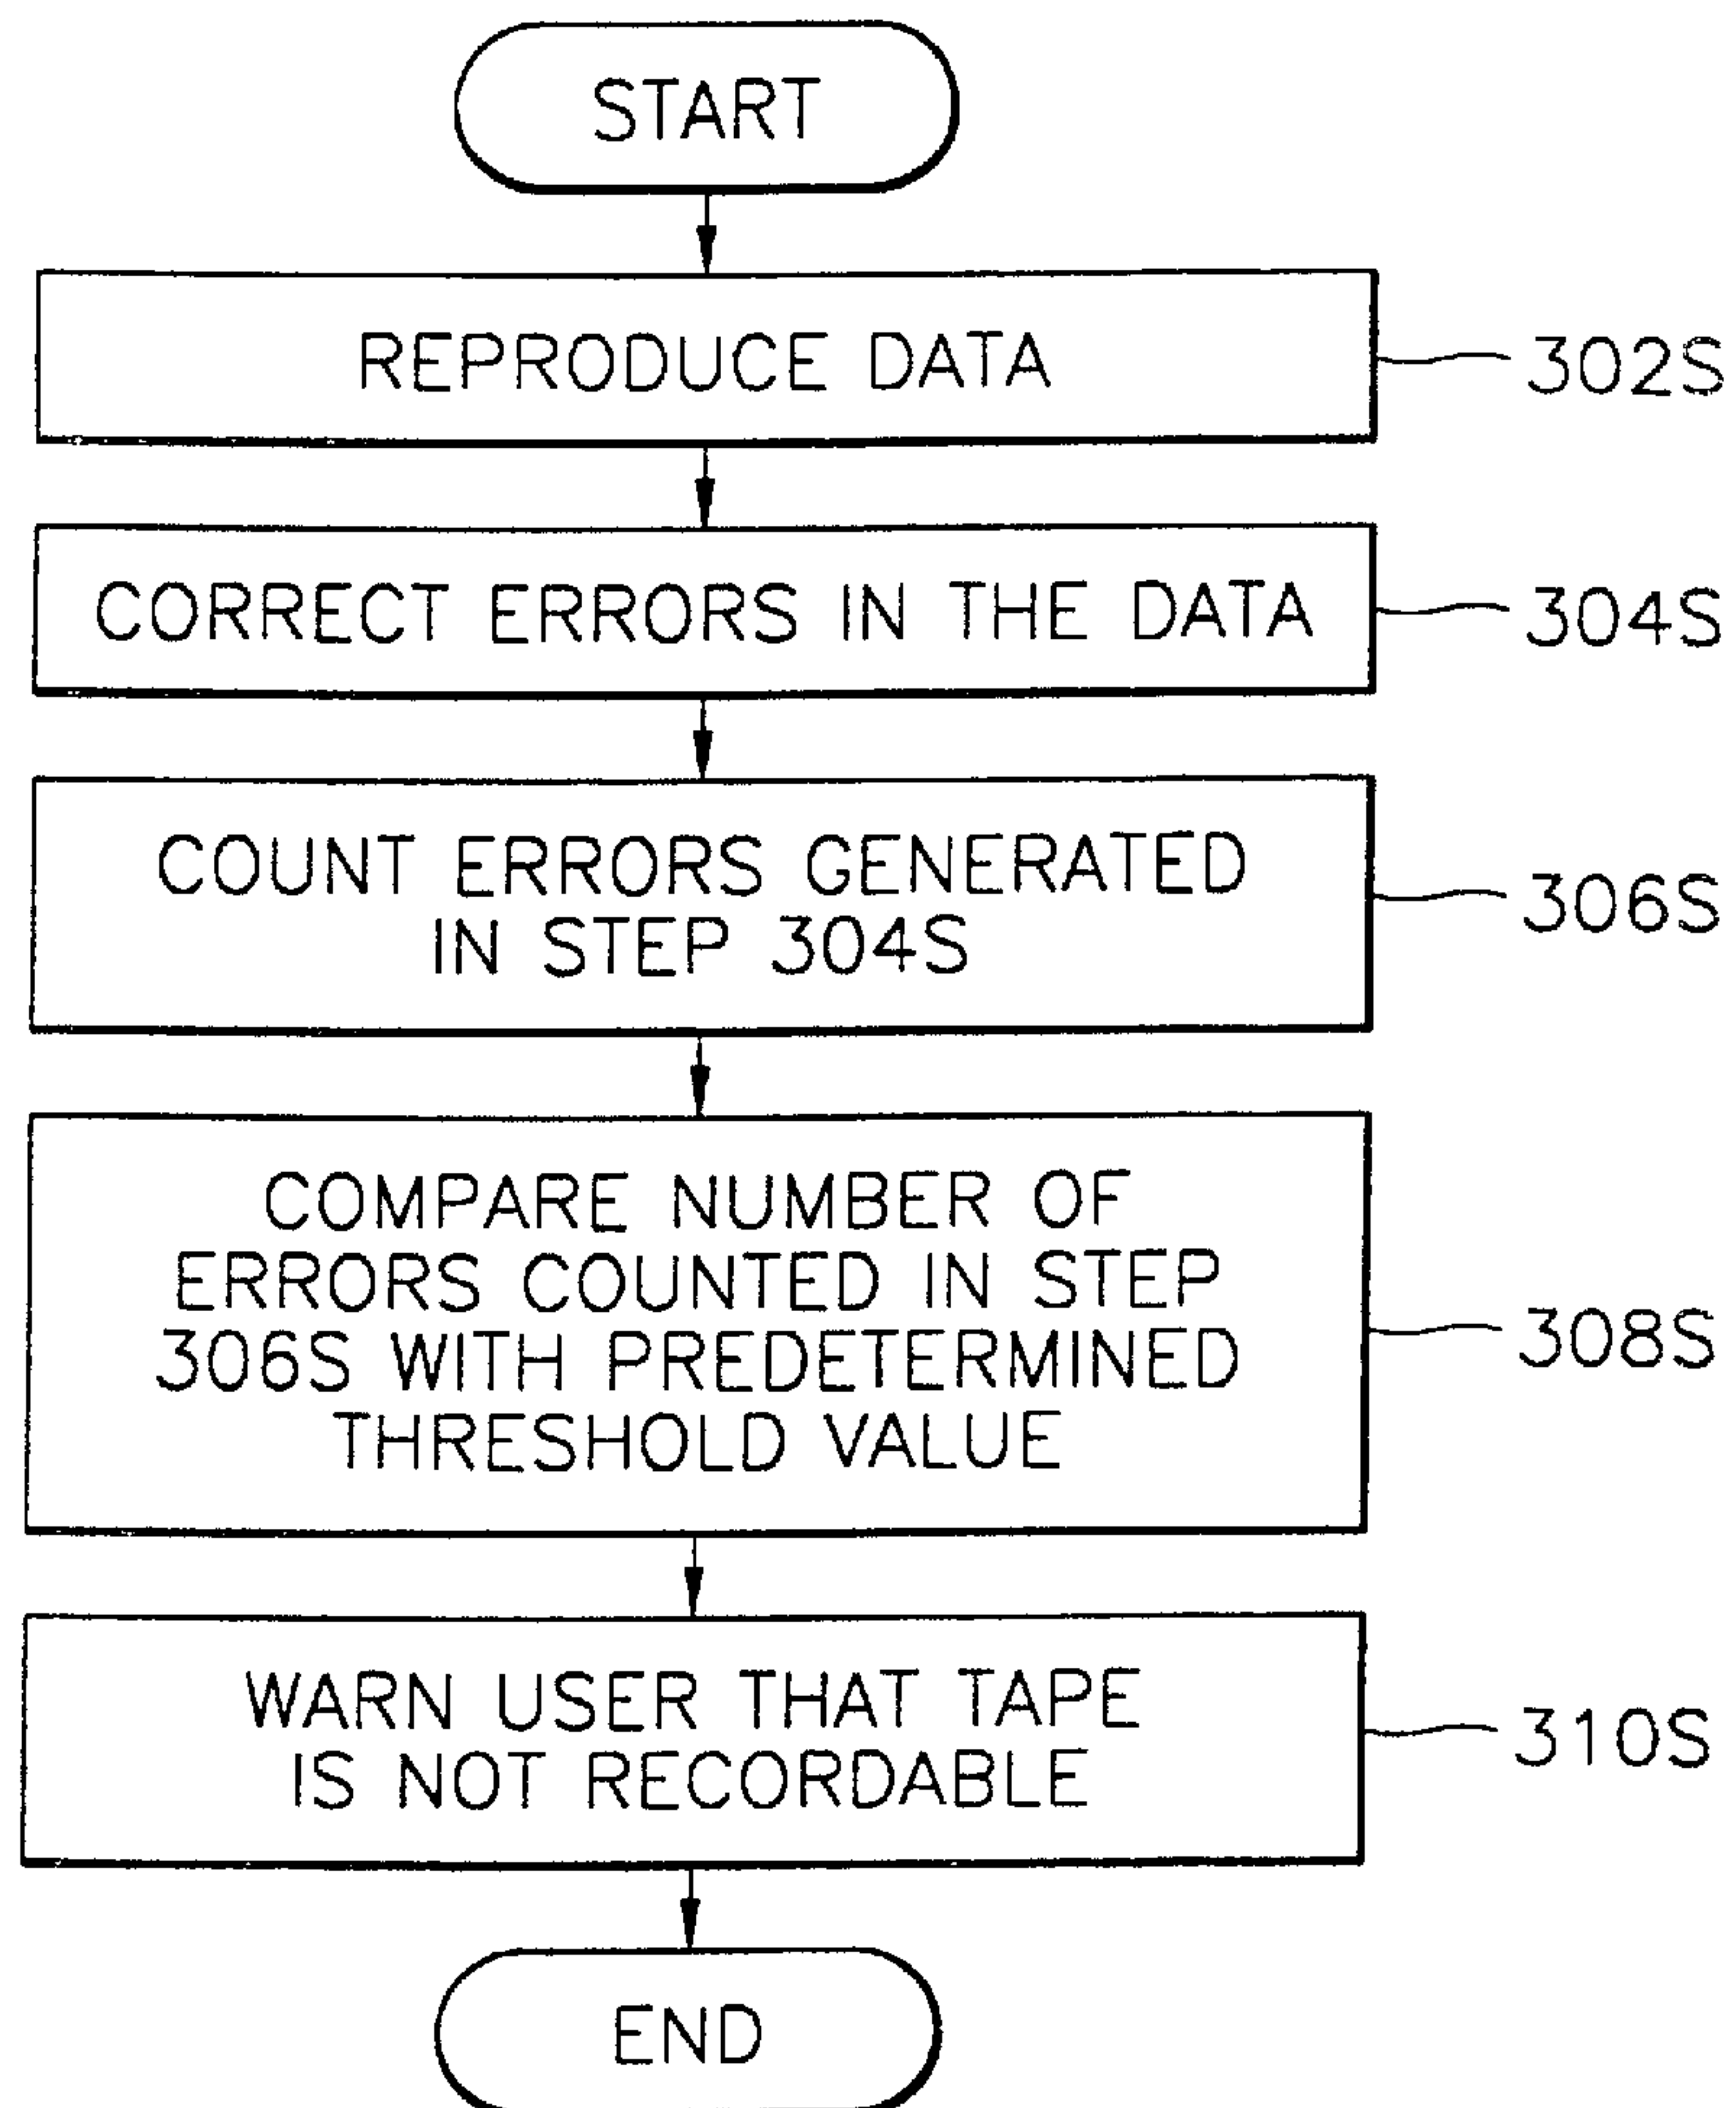 START
REPRODUCE DATA
302S
CORRECT ERRORS IN THE DATA
304S
COUNT ERRORS GENERATED
IN STEP 304S
306S
COMPARE NUMBER OF
ERRORS COUNTED IN STEP
306S WITH PREDETERMINED
THRESHOLD VALUE
308S
WARN USER THAT TAPE
IS NOT RECORDABLE
310S
END